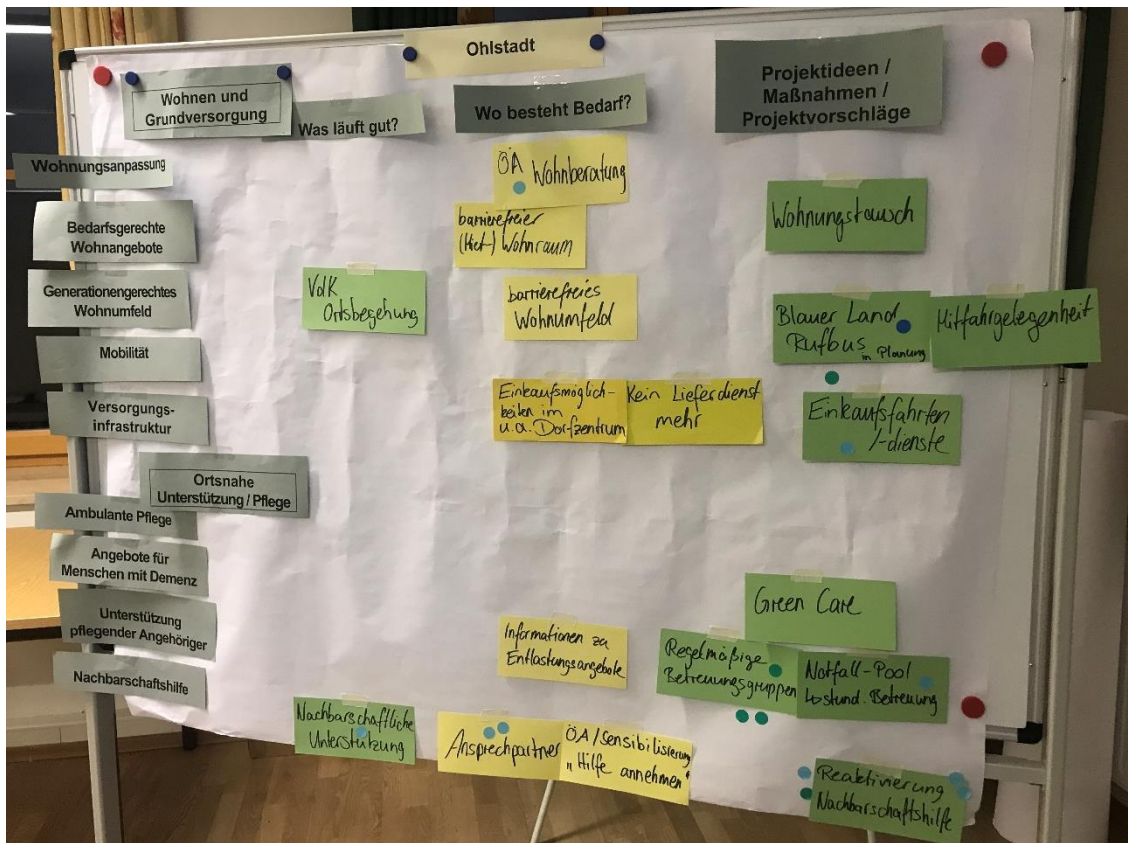 Ohlstadt
Wohnen und
Grundversorgung
Was läuft gut?
Wo besteht Bedarf?
Projektideen /
Maßnahmen /
Projektvorschläge
Wohnungsanpassung
ÖA Wohnberatung
Bedarfsgerechte
Wohnangebote
barrierefreier
(Miet-) Wohnraum
Wohnungstausch
Generationengerechtes
Wohnumfeld
VdK
Ortsbegehung
barrierefreies
Wohnumfeld
Blauer Land
Rufbus in Planung
Mitfahrgelegenheit
Mobilität
Versorgungs-
infrastruktur
Einkaufsmöglich-
keiten im
u.a. Dorfzentrum
Kein Lieferdienst
mehr
Einkaufsfahrten
/-dienste
Ortsnahe
Unterstützung / Pflege
Ambulante Pflege
Angebote für
Menschen mit Demenz
Green Care
Unterstützung
pflegender Angehöriger
Informationen zu
Entlastungsangebote
Regelmäßige
Betreuungsgruppen
Notfall-Pool
↳ stund. Betreuung
Nachbarschaftshilfe
Nachbarschaftliche
Unterstützung
Ansprechpartner
ÖA/Sensibilisierung
„Hilfe annehmen"
Reaktivierung
Nachbarschaftshilfe